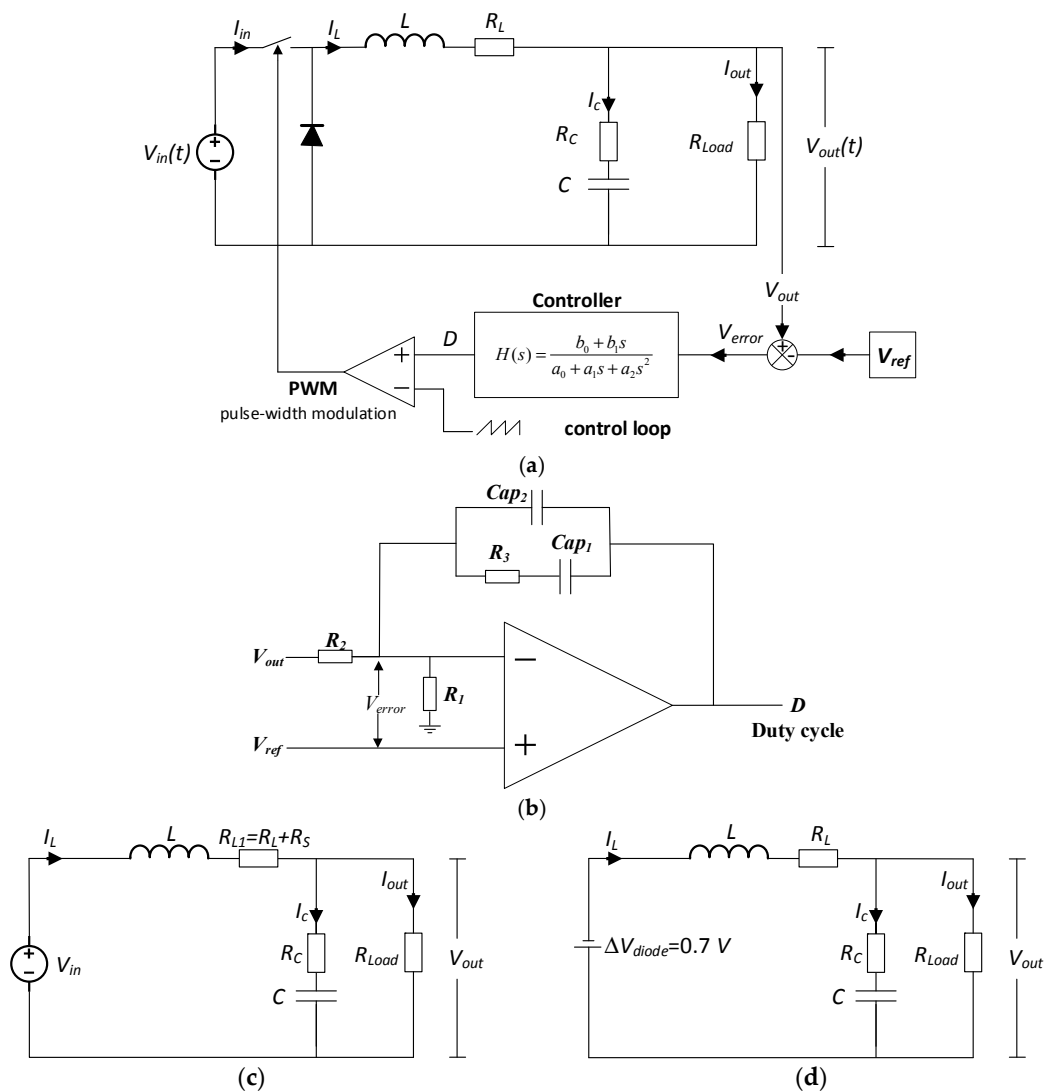 I_in
I_L
L
R_L
V_in(t)
I_c
R_C
C
I_out
R_Load
V_out(t)
V_out
Controller
D
H(s) = (b_0 + b_1s) / (a_0 + a_1s + a_2s^2)
V_error
V_ref
PWM
pulse-width modulation
control loop
(a)
Cap_2
R_3
Cap_1
V_out
R_2
V_error
R_1
V_ref
D
Duty cycle
(b)
I_L
L
R_L1=R_L+R_S
V_in
I_c
R_C
C
I_out
R_Load
V_out
(c)
I_L
L
R_L
ΔV_diode=0.7 V
I_c
R_C
C
I_out
R_Load
V_out
(d)